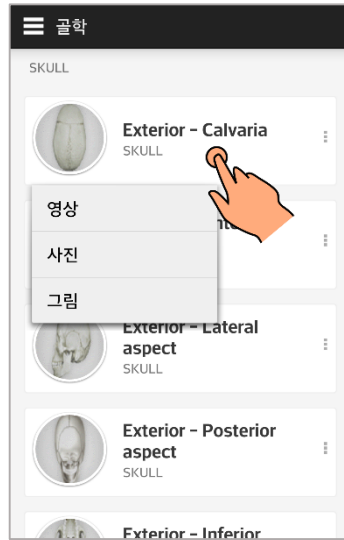 골학
SKULL
Exterior – Calvaria
SKULL
영상
사진
그림
Exterior – Lateral
aspect
SKULL
Exterior – Posterior
aspect
SKULL
Exterior – Inferior